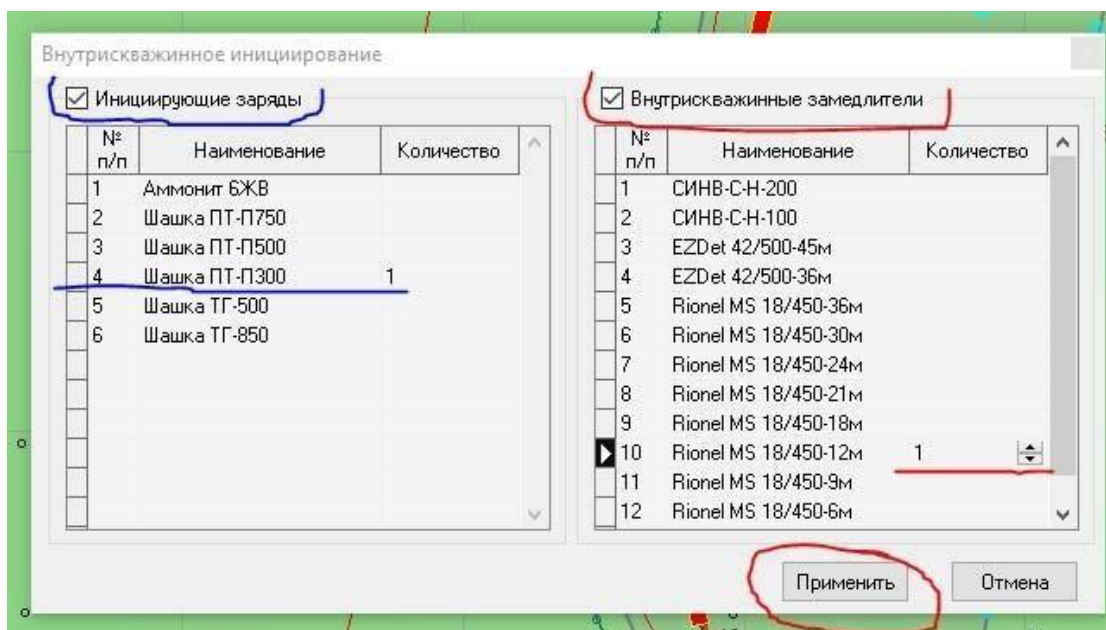 Внутрискважинное инициирование
Инициирующие заряды
№ п/п Наименование Количество
1 Аммонит 6ЖВ
2 Шашка ПТ-П750
3 Шашка ПТ-П500
4 Шашка ПТ-П300 1
5 Шашка ТГ-500
6 Шашка ТГ-850
Внутрискважинные замедлители
№ п/п Наименование Количество
1 СИНВ-С-Н-200
2 СИНВ-С-Н-100
3 EZDet 42/500-45м
4 EZDet 42/500-36м
5 Rionel MS 18/450-36м
6 Rionel MS 18/450-30м
7 Rionel MS 18/450-24м
8 Rionel MS 18/450-21м
9 Rionel MS 18/450-18м
10 Rionel MS 18/450-12м 1
11 Rionel MS 18/450-9м
12 Rionel MS 18/450-6м
Применить Отмена